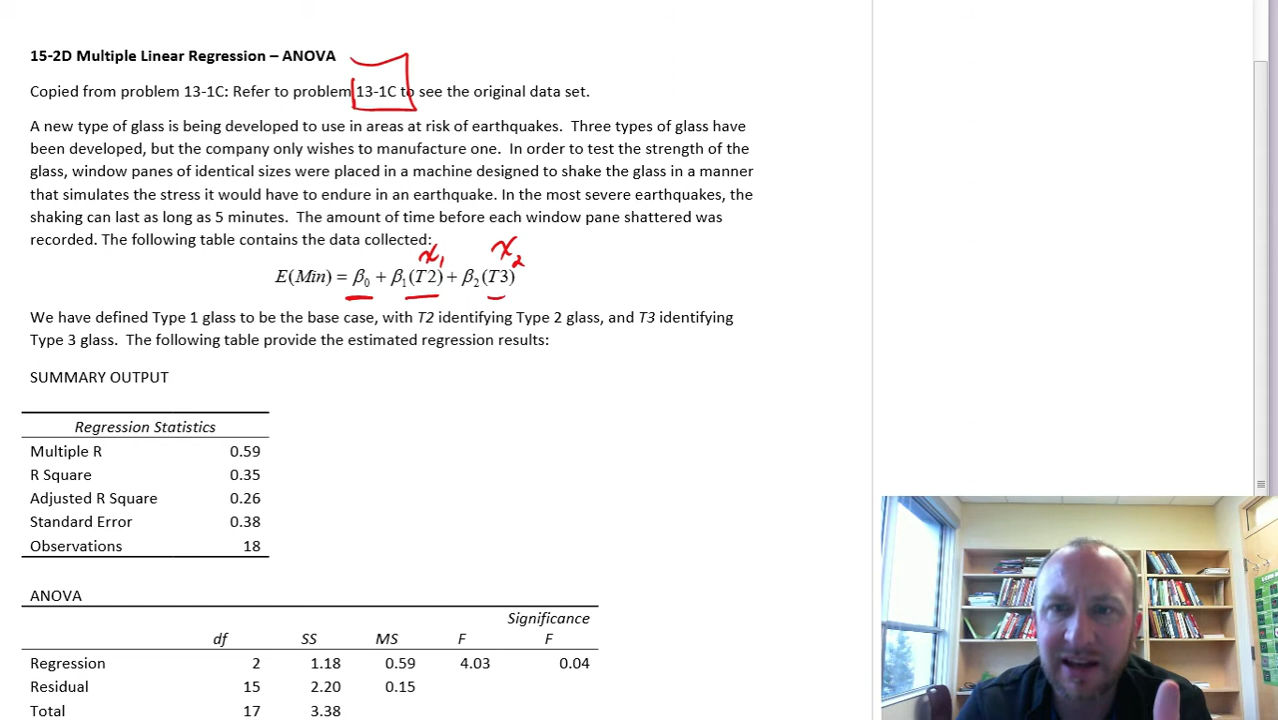 15-2D Multiple Linear Regression – ANOVA
Copied from problem 13-1C: Refer to problem 13-1C to see the original data set.
A new type of glass is being developed to use in areas at risk of earthquakes. Three types of glass have
been developed, but the company only wishes to manufacture one. In order to test the strength of the
glass, window panes of identical sizes were placed in a machine designed to shake the glass in a manner
that simulates the stress it would have to endure in an earthquake. In the most severe earthquakes, the
shaking can last as long as 5 minutes. The amount of time before each window pane shattered was
recorded. The following table contains the data collected:
x₁ x₂
E(Min) = β₀ + β₁(T2) + β₂(T3)
We have defined Type 1 glass to be the base case, with T2 identifying Type 2 glass, and T3 identifying
Type 3 glass. The following table provide the estimated regression results:
SUMMARY OUTPUT
Regression Statistics
Multiple R 0.59
R Square 0.35
Adjusted R Square 0.26
Standard Error 0.38
Observations 18
ANOVA
Significance
df SS MS F F
Regression 2 1.18 0.59 4.03 0.04
Residual 15 2.20 0.15
Total 17 3.38